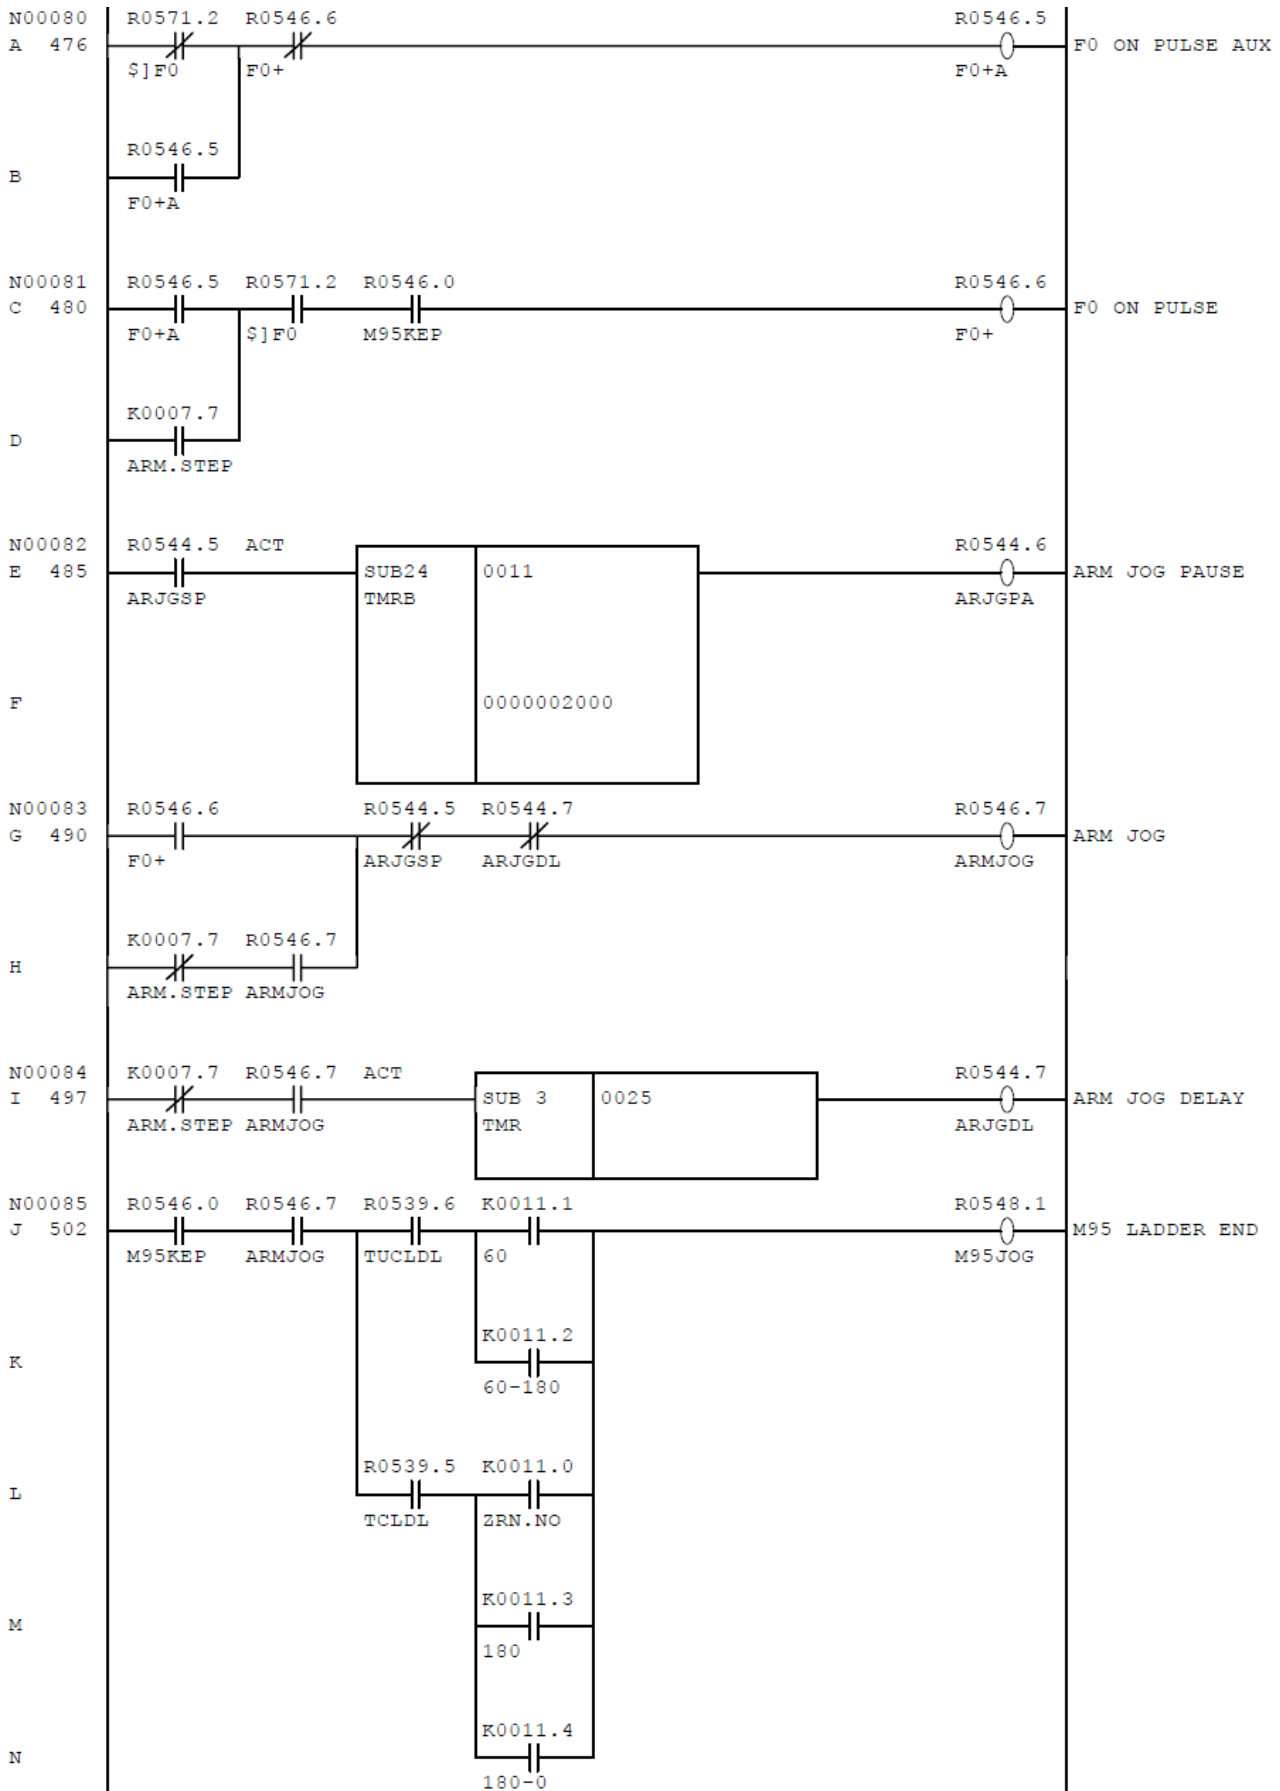 N00080 R0571.2 R0546.6 R0546.5
A 476 F0 ON PULSE AUX
$]F0 F0+ F0+A
R0546.5
B
F0+A
N00081 R0546.5 R0571.2 R0546.0 R0546.6
C 480 F0 ON PULSE
F0+A $]F0 M95KEP F0+
K0007.7
D
ARM.STEP
N00082 R0544.5 ACT R0544.6
E 485 SUB24 0011 ARM JOG PAUSE
ARJGSP TMRB ARJGPA
F 0000002000
N00083 R0546.6 R0544.5 R0544.7 R0546.7
G 490 ARM JOG
F0+ ARJGSP ARJGDL ARMJOG
K0007.7 R0546.7
H
ARM.STEP ARMJOG
N00084 K0007.7 R0546.7 ACT R0544.7
I 497 SUB 3 0025 ARM JOG DELAY
ARM.STEP ARMJOG TMR ARJGDL
N00085 R0546.0 R0546.7 R0539.6 K0011.1 R0548.1
J 502 M95 LADDER END
M95KEP ARMJOG TUCLDL 60 M95JOG
K0011.2
K
60-180
R0539.5 K0011.0
L
TCLDL ZRN.NO
K0011.3
M
180
K0011.4
N
180-0